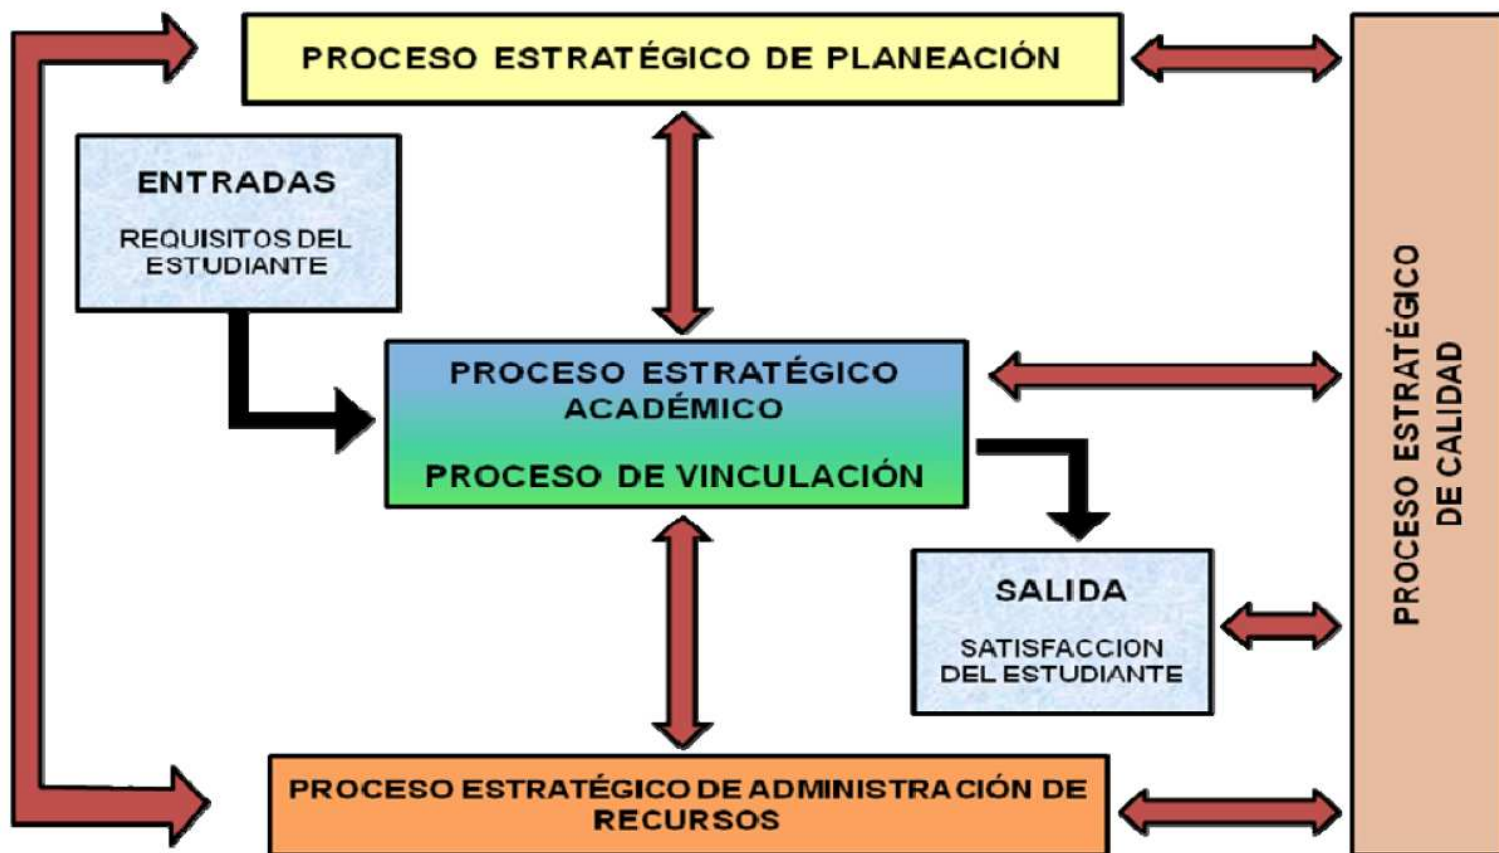 PROCESO ESTRATÉGICO DE PLANEACIÓN
ENTRADAS
REQUISITOS DEL
ESTUDIANTE
PROCESO ESTRATÉGICO
ACADÉMICO
PROCESO DE VINCULACIÓN
SALIDA
SATISFACCION
DEL ESTUDIANTE
PROCESO ESTRATÉGICO DE ADMINISTRACIÓN DE
RECURSOS
PROCESO ESTRATÉGICO
DE CALIDAD